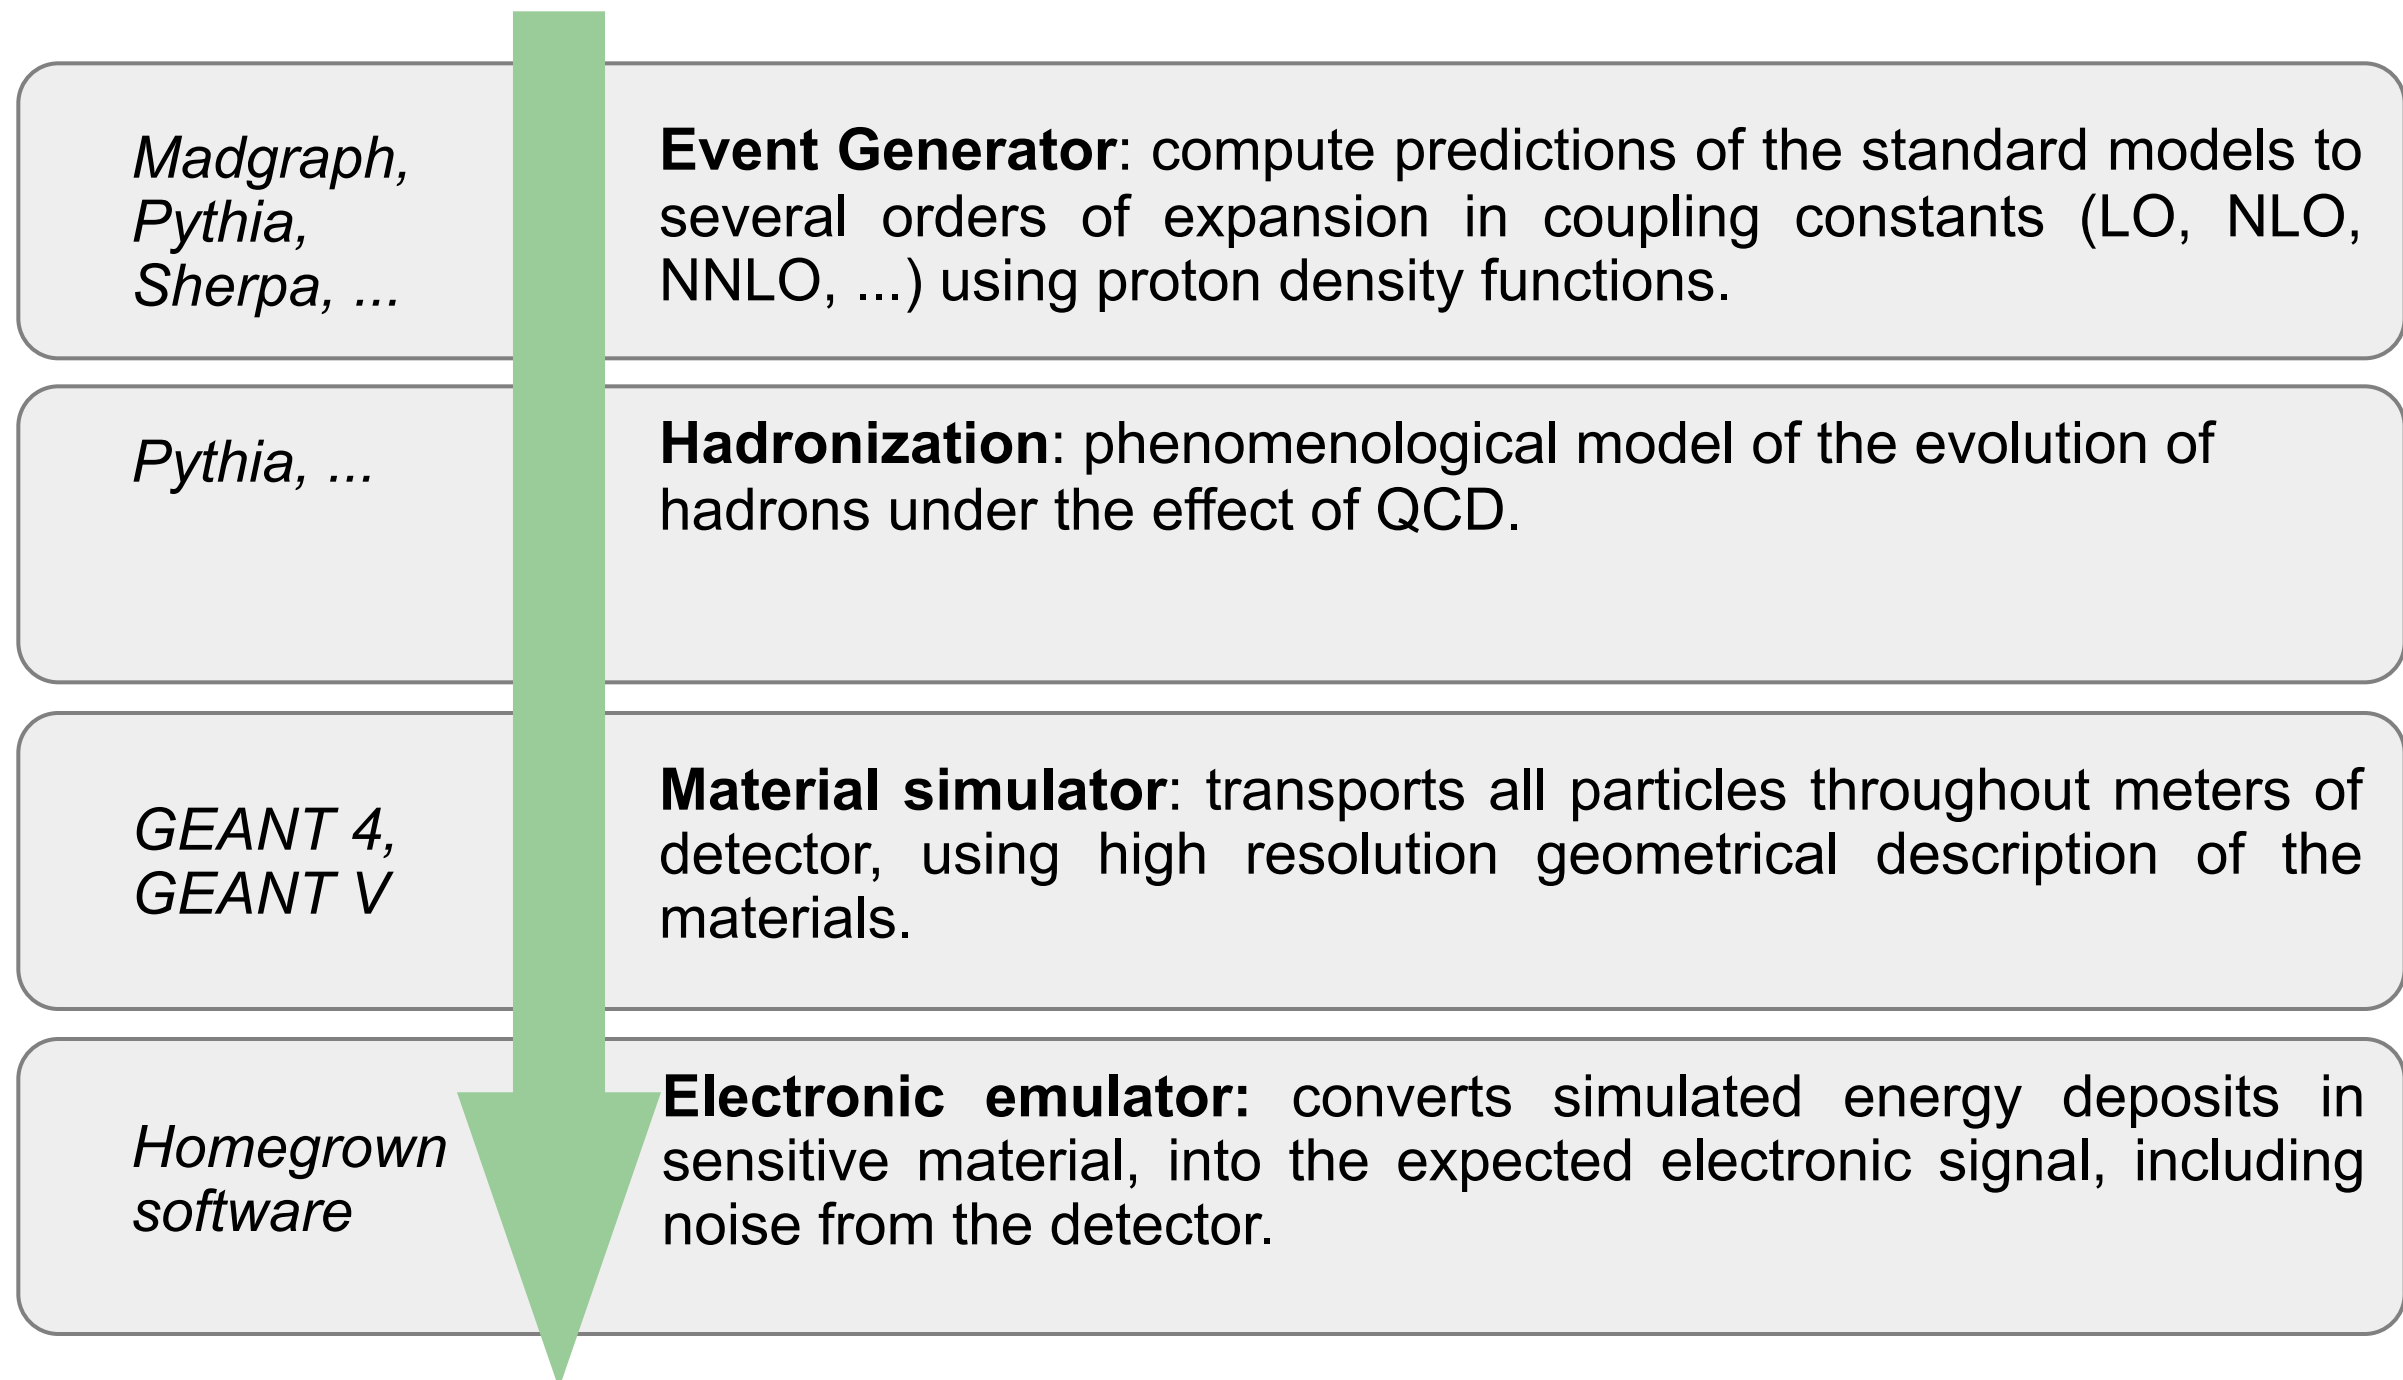 Madgraph,
Pythia,
Sherpa, ...
Event Generator: compute predictions of the standard models to
several orders of expansion in coupling constants (LO, NLO,
NNLO, ...) using proton density functions.
Pythia, ...
Hadronization: phenomenological model of the evolution of
hadrons under the effect of QCD.
GEANT 4,
GEANT V
Material simulator: transports all particles throughout meters of
detector, using high resolution geometrical description of the
materials.
Homegrown
software
Electronic emulator: converts simulated energy deposits in
sensitive material, into the expected electronic signal, including
noise from the detector.